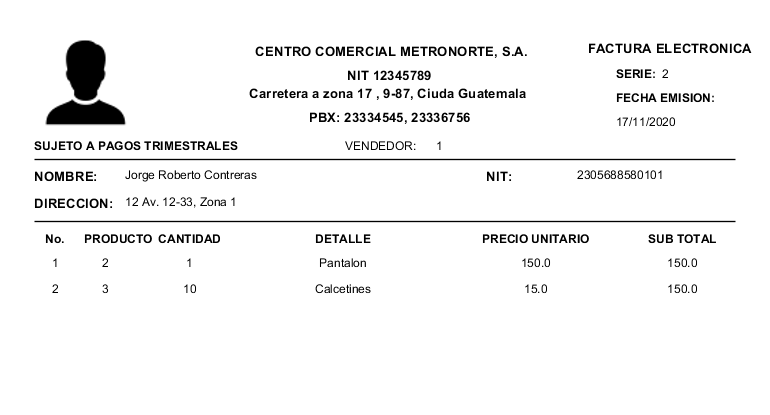 CENTRO COMERCIAL METRONORTE, S.A.
FACTURA ELECTRONICA
NIT 12345789
SERIE: 2
Carretera a zona 17 , 9-87, Ciuda Guatemala
FECHA EMISION:
PBX: 23334545, 23336756
17/11/2020
SUJETO A PAGOS TRIMESTRALES VENDEDOR: 1
NOMBRE: Jorge Roberto Contreras NIT: 2305688580101
DIRECCION: 12 Av. 12-33, Zona 1
No. PRODUCTO CANTIDAD DETALLE PRECIO UNITARIO SUB TOTAL
1 2 1 Pantalon 150.0 150.0
2 3 10 Calcetines 15.0 150.0